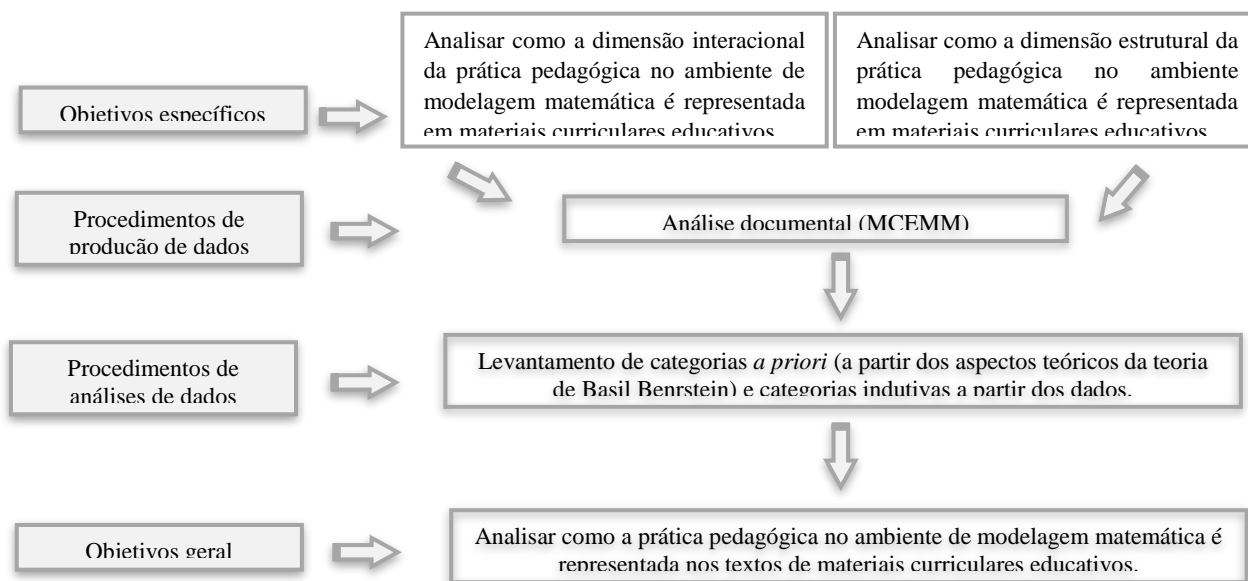 Analisar como a dimensão interacional
da prática pedagógica no ambiente de
modelagem matemática é representada
em materiais curriculares educativos
Analisar como a dimensão estrutural da
prática pedagógica no ambiente
modelagem matemática é representada
em materiais curriculares educativos
Objetivos específicos
Procedimentos de
produção de dados
Análise documental (MCEMM)
Procedimentos de
análises de dados
Levantamento de categorias a priori (a partir dos aspectos teóricos da teoria
de Basil Benrstein) e categorias indutivas a partir dos dados.
Objetivos geral
Analisar como a prática pedagógica no ambiente de modelagem matemática é
representada nos textos de materiais curriculares educativos.